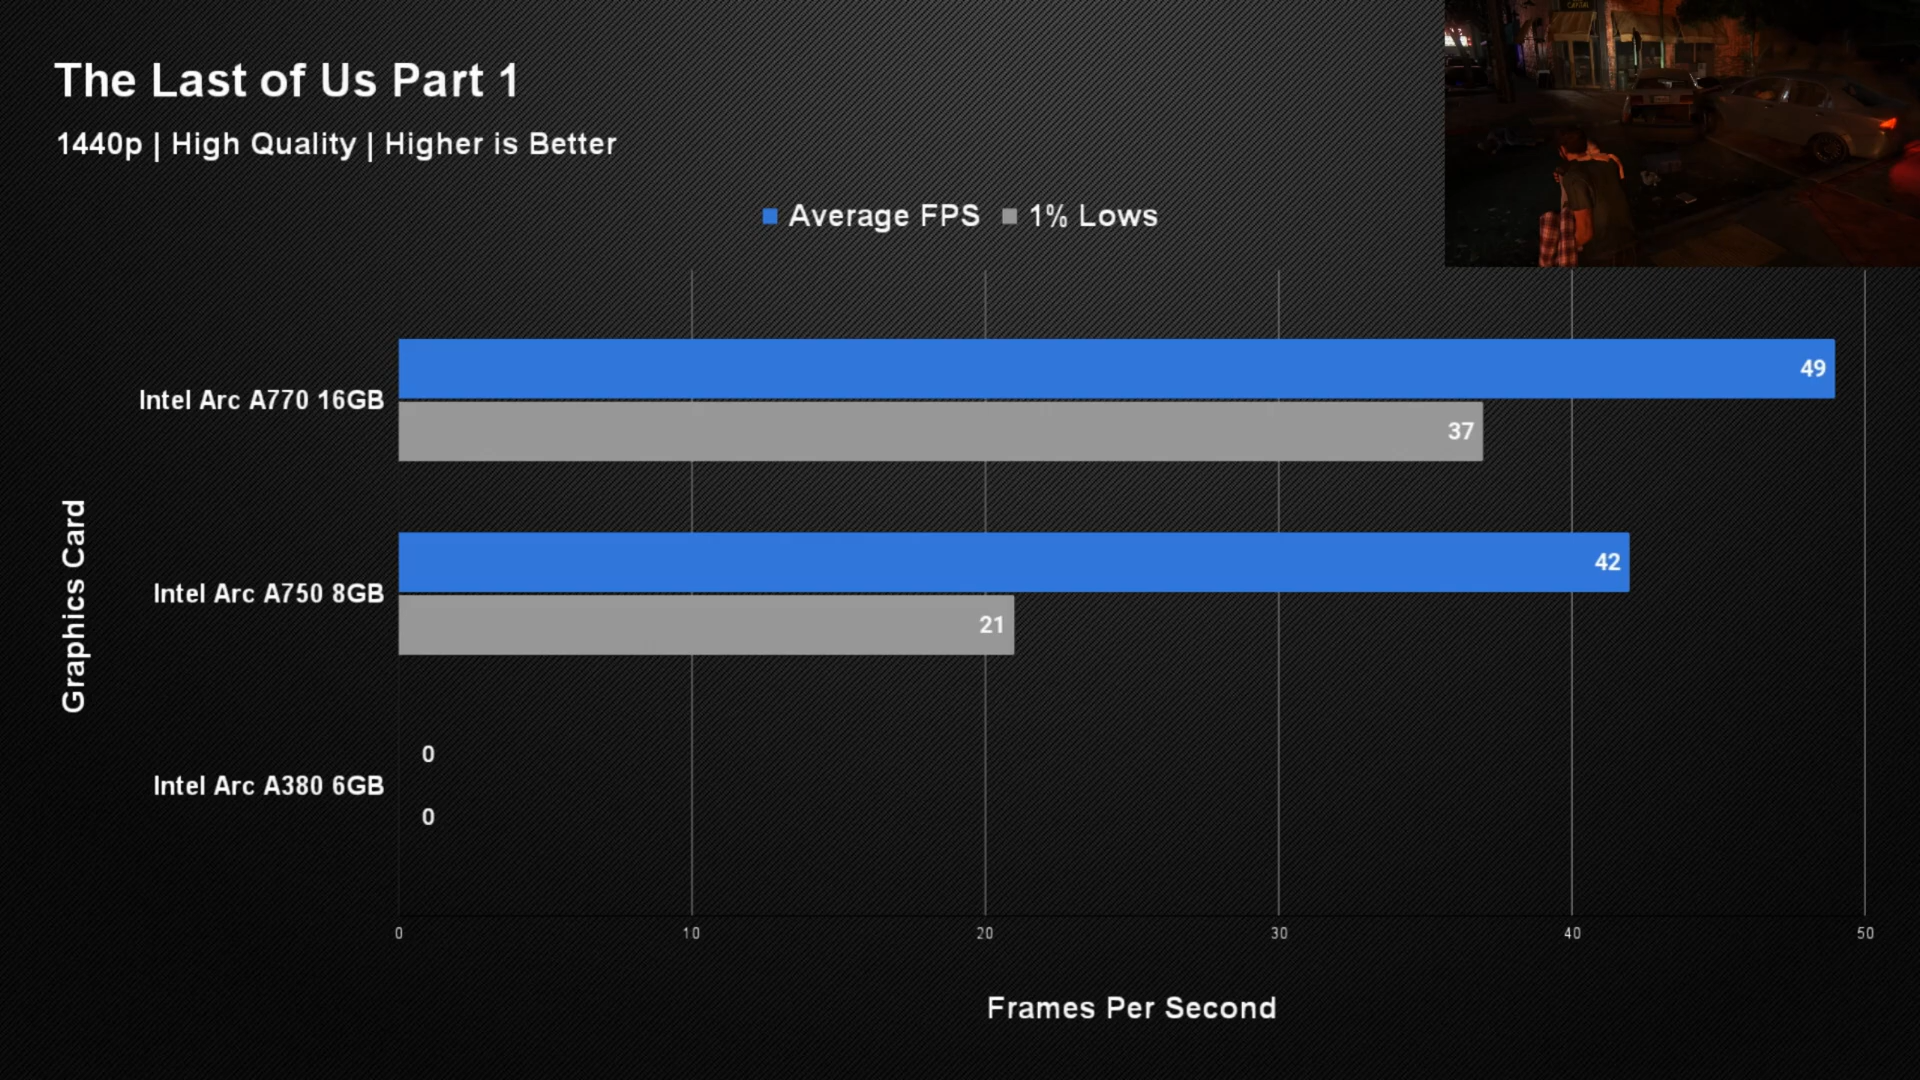 The Last of Us Part 1
1440p | High Quality | Higher is Better
Average FPS 1% Lows
Intel Arc A770 16GB
49
37
Intel Arc A750 8GB
42
21
Intel Arc A380 6GB
0
0
Graphics Card
0 10 20 30 40 50
Frames Per Second